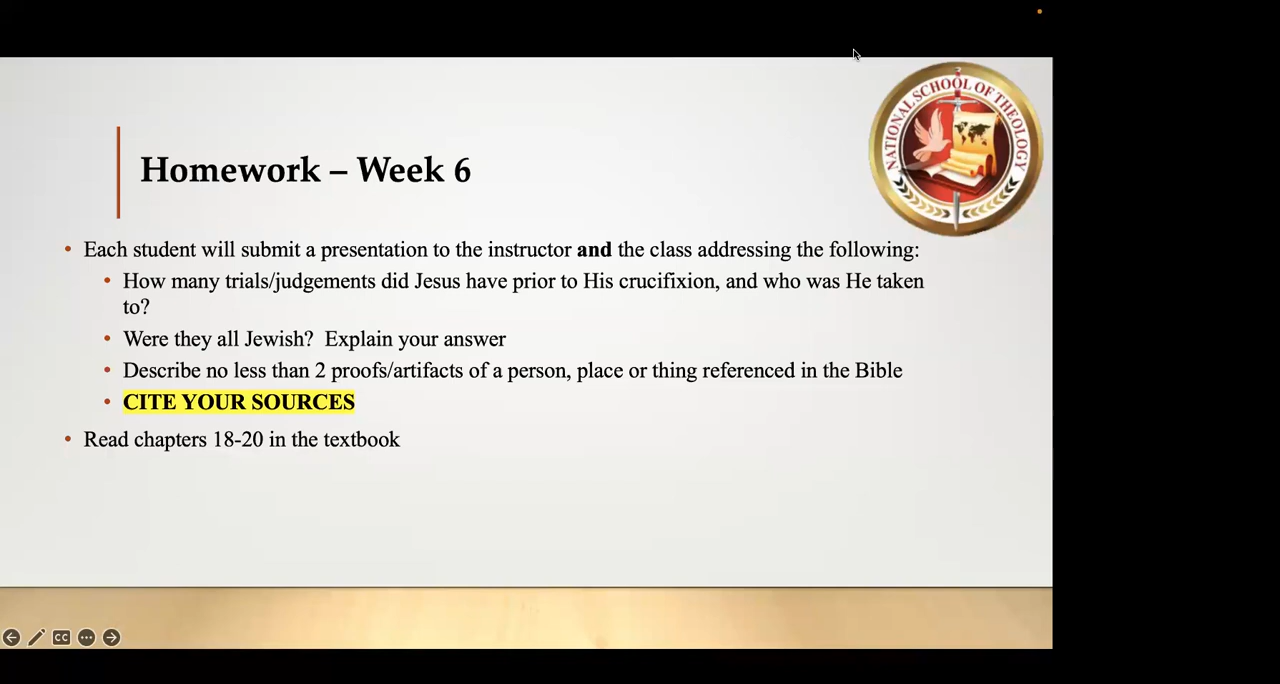 NATIONAL SCHOOL OF THEOLOGY
Homework – Week 6
• Each student will submit a presentation to the instructor and the class addressing the following:
• How many trials/judgements did Jesus have prior to His crucifixion, and who was He taken
to?
• Were they all Jewish?  Explain your answer
• Describe no less than 2 proofs/artifacts of a person, place or thing referenced in the Bible
• CITE YOUR SOURCES
• Read chapters 18-20 in the textbook
CC